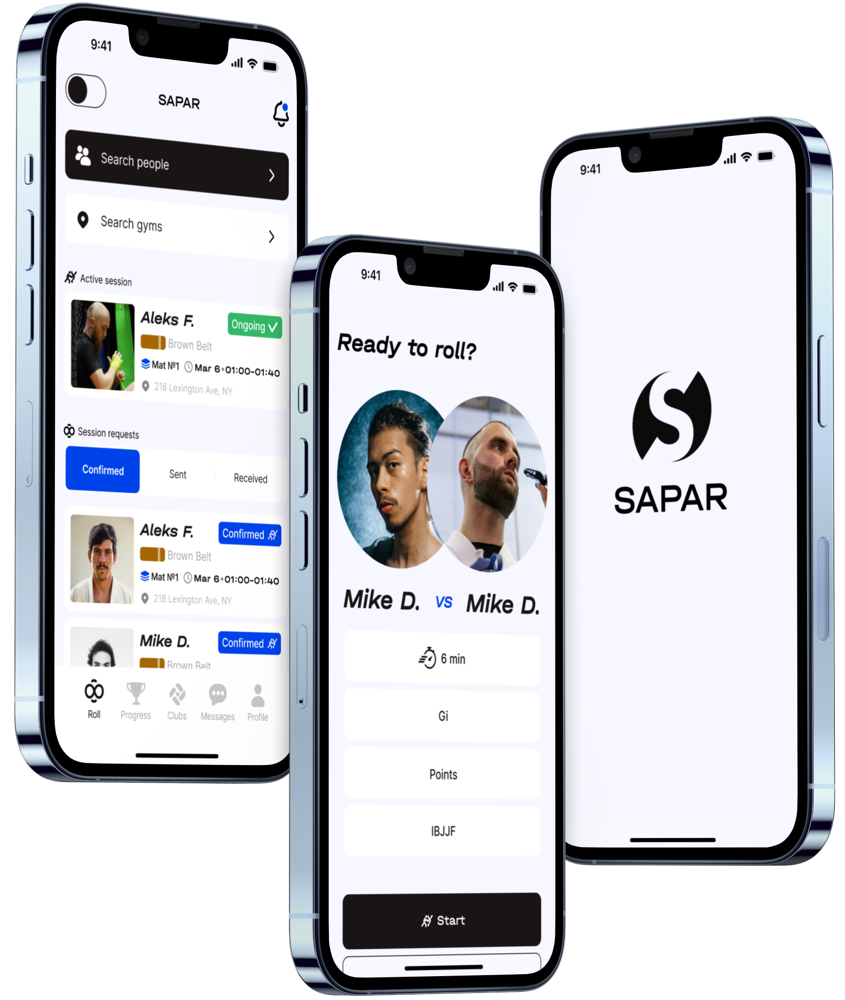 9:41
SAPAR
Search people
Search gyms
Active session
Aleks F.
Ongoing
Brown Belt
Mat №1 Mar 6•01:00-01:40
218 Lexington Ave, NY
Session requests
Confirmed Sent Received
Aleks F.
Confirmed
Brown Belt
Mat №1 Mar 6•01:00-01:40
218 Lexington Ave, NY
Mike D.
Confirmed
Brown Belt
Roll Progress Clubs Messages Profile
9:41
Ready to roll?
Mike D. VS Mike D.
6 min
Gi
Points
IBJJF
Start
9:41
SAPAR